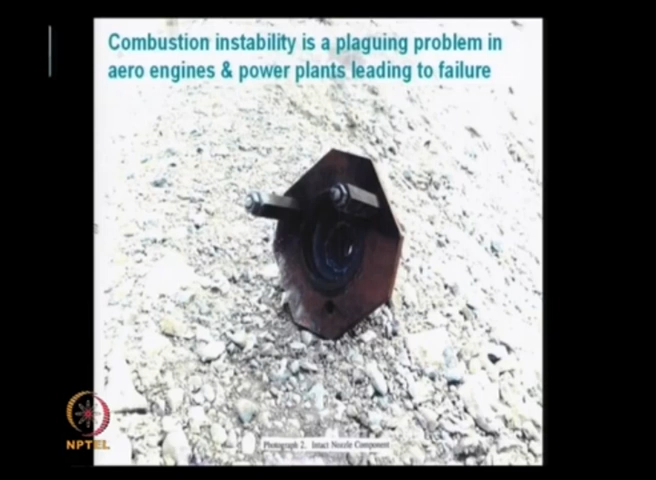 Combustion instability is a plaguing problem in
aero engines & power plants leading to failure
NPTEL
Photograph 2. Intact Nozzle Component